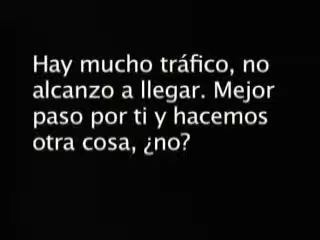 Hay mucho tráfico, no
alcanzo a llegar. Mejor
paso por ti y hacemos
otra cosa, ¿no?